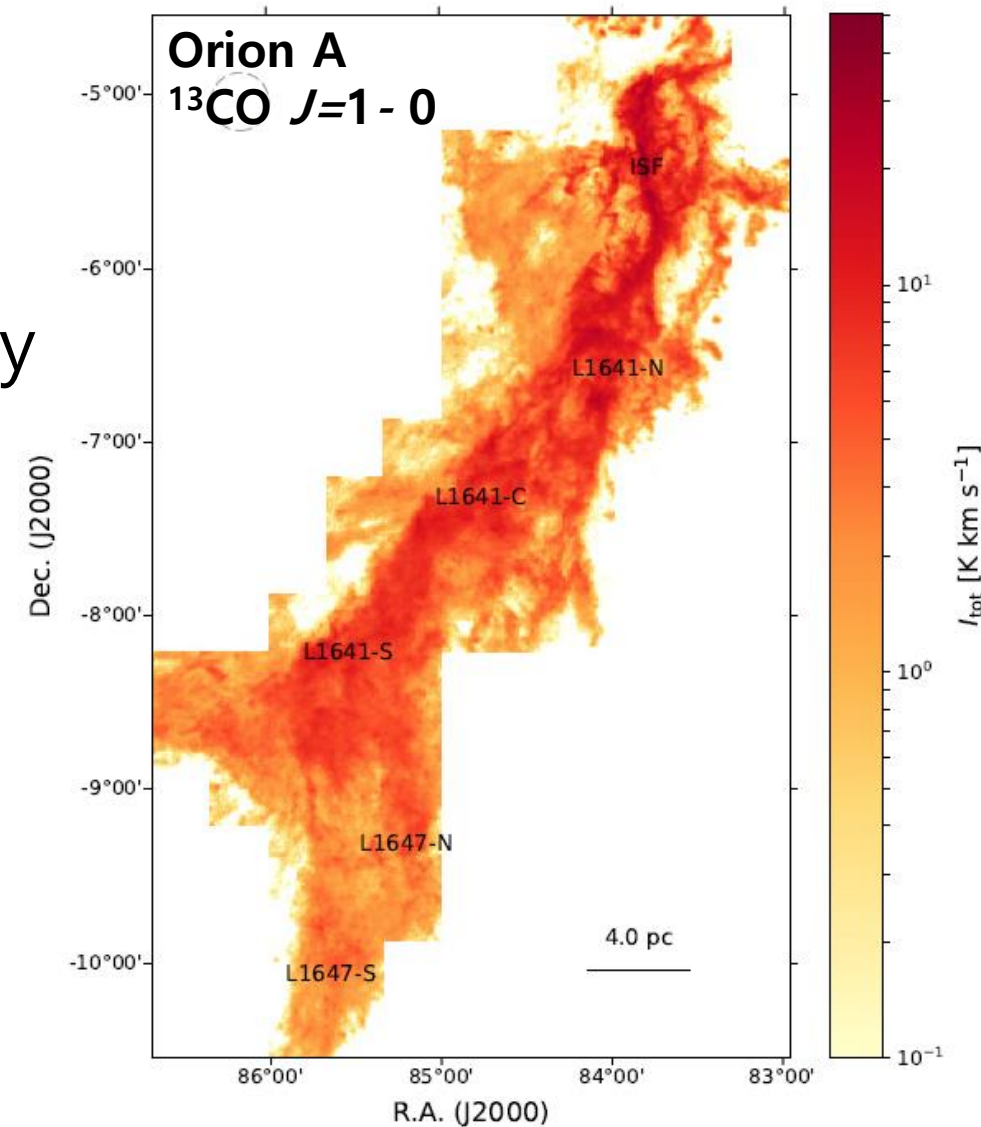 Orion A
¹³CO J=1 - 0
y
-5°00'
-6°00'
-7°00'
-8°00'
-9°00'
-10°00'
Dec. (J2000)
ISF
L1641-N
L1641-C
L1641-S
L1647-N
L1647-S
4.0 pc
86°00'
85°00'
84°00'
83°00'
R.A. (J2000)
10¹
10⁰
10⁻¹
Iₜₒₜ [K km s⁻¹]